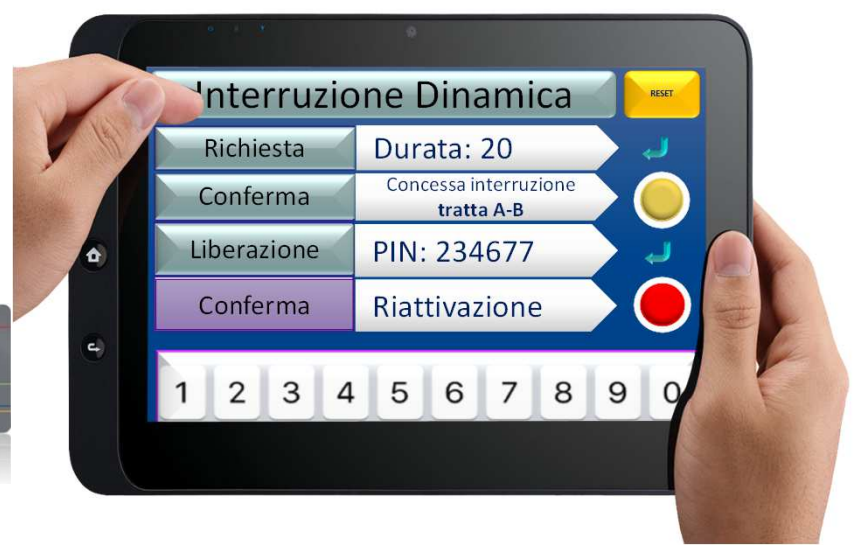 Interruzione Dinamica
RESET
Richiesta
Durata: 20
Conferma
Concessa interruzione
tratta A-B
Liberazione
PIN: 234677
Conferma
Riattivazione
1 2 3 4 5 6 7 8 9 0